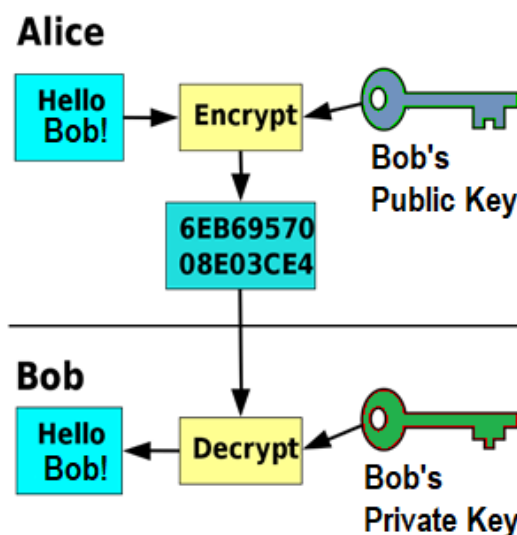 Alice
Hello
Bob!
Encrypt
Bob's
Public Key
6EB69570
08E03CE4
Bob
Hello
Bob!
Decrypt
Bob's
Private Key